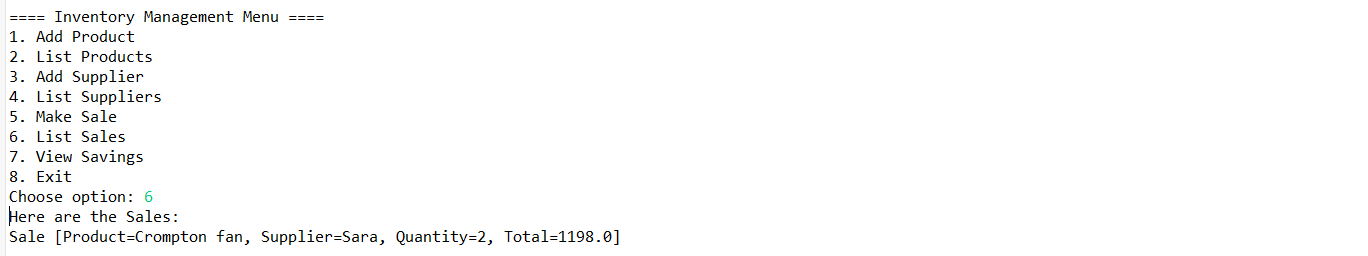 ==== Inventory Management Menu ====
1. Add Product
2. List Products
3. Add Supplier
4. List Suppliers
5. Make Sale
6. List Sales
7. View Savings
8. Exit
Choose option: 6
Here are the Sales:
Sale [Product=Crompton fan, Supplier=Sara, Quantity=2, Total=1198.0]